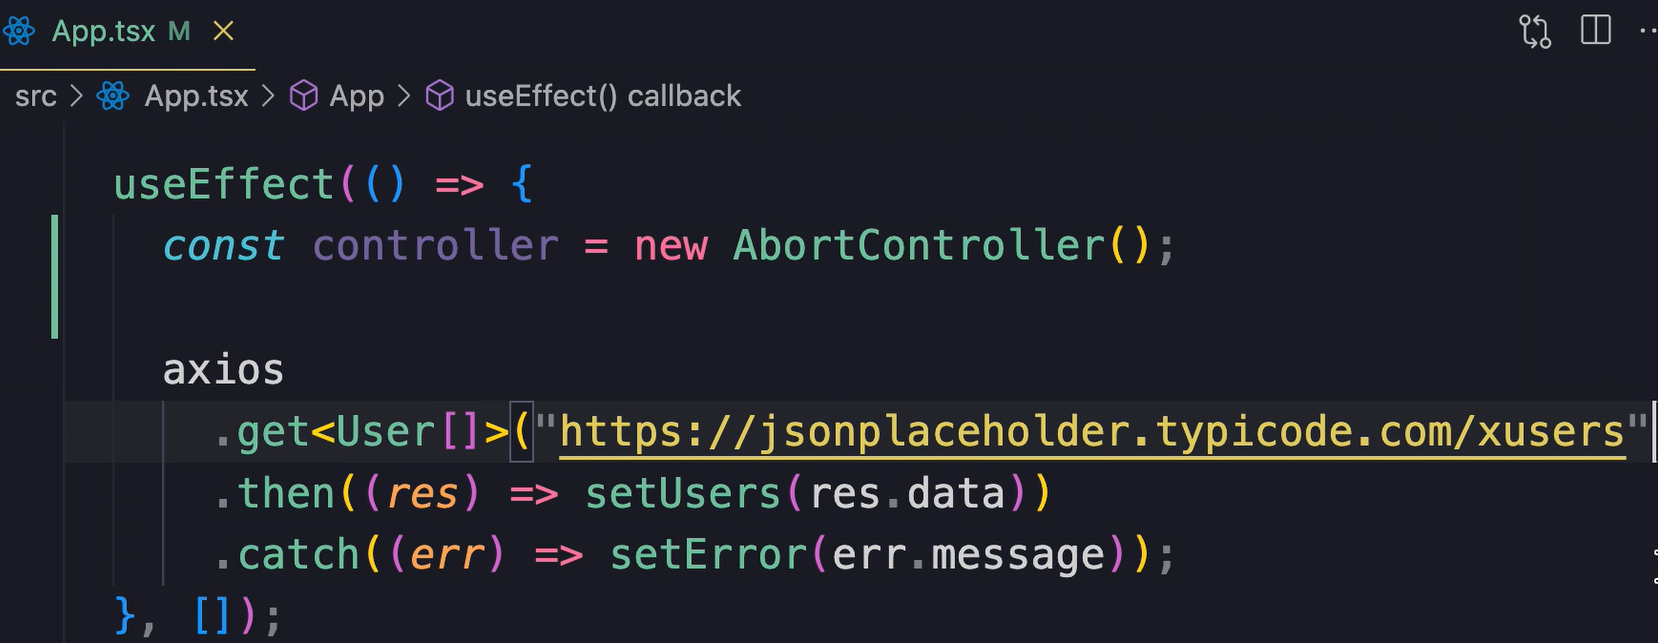 App.tsx M
src > App.tsx > App > useEffect() callback
useEffect(() => {
const controller = new AbortController();
axios
.get<User[]>("https://jsonplaceholder.typicode.com/xusers"
.then((res) => setUsers(res.data))
.catch((err) => setError(err.message));
}, []);